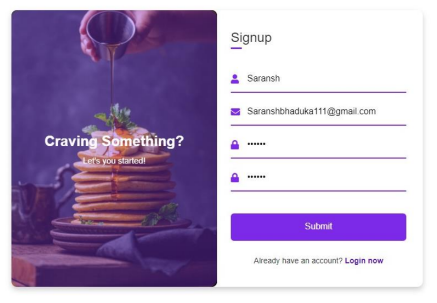 Craving Something?
Let's you started!
Signup
Saransh
Saranshbhaduka111@gmail.com
••••••
••••••
Submit
Already have an account? Login now